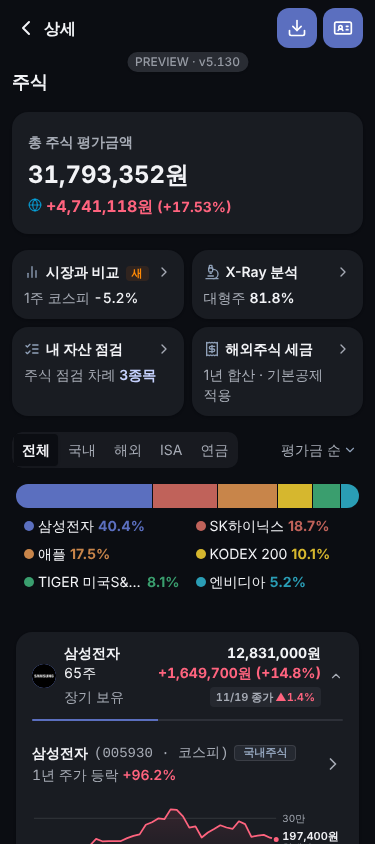 상세
PREVIEW · v5.130
주식
총 주식 평가금액
31,793,352원
+4,741,118원 (+17.53%)
시장과 비교 새
1주 코스피 -5.2%
X-Ray 분석
대형주 81.8%
내 자산 점검
주식 점검 차례 3종목
해외주식 세금
1년 합산 · 기본공제
적용
전체 국내 해외 ISA 연금 평가금 순
삼성전자 40.4%
SK하이닉스 18.7%
애플 17.5%
KODEX 200 10.1%
TIGER 미국S&... 8.1%
엔비디아 5.2%
SAMSUNG
삼성전자
65주
장기 보유
12,831,000원
+1,649,700원 (+14.8%)
11/19 종가 ▲1.4%
삼성전자 (005930 · 코스피) 국내주식
1년 주가 등락 +96.2%
30만
197,400원